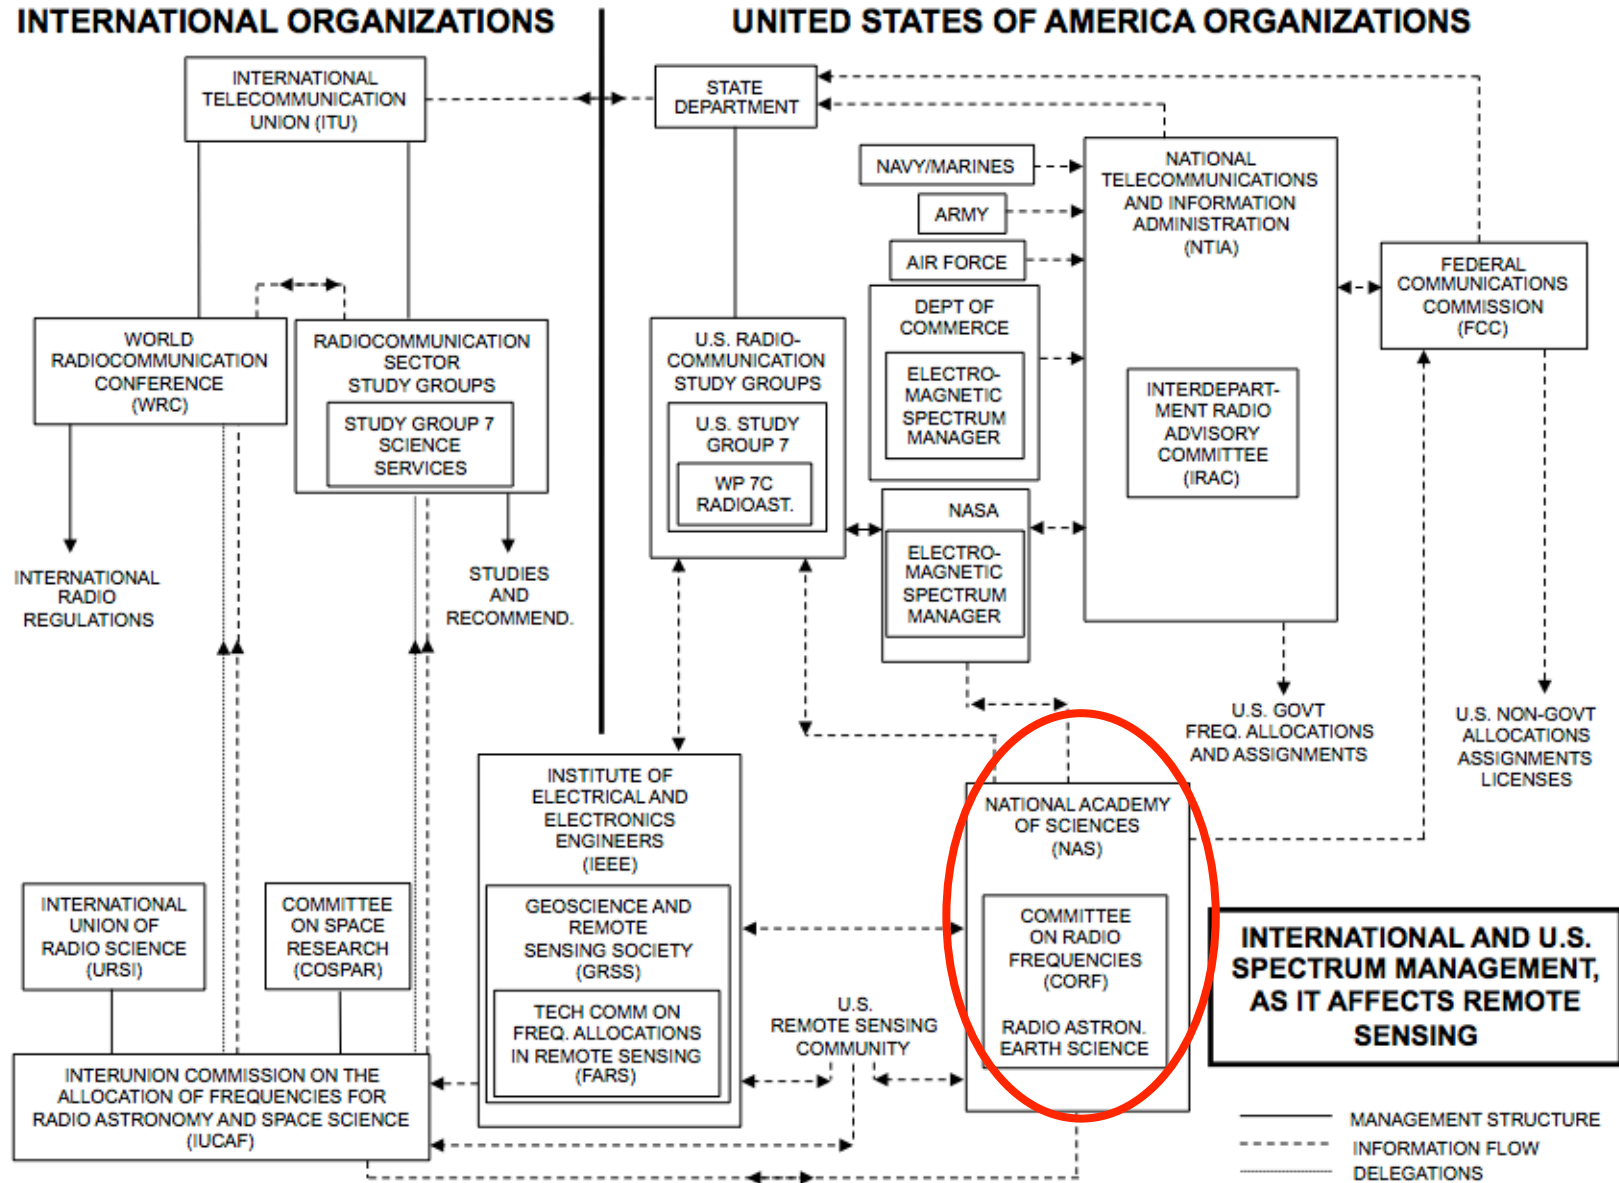 INTERNATIONAL ORGANIZATIONS
UNITED STATES OF AMERICA ORGANIZATIONS
INTERNATIONAL
TELECOMMUNICATION
UNION (ITU)
STATE
DEPARTMENT
NAVY/MARINES
ARMY
AIR FORCE
NATIONAL
TELECOMMUNICATIONS
AND INFORMATION
ADMINISTRATION
(NTIA)
INTERDEPART-
MENT RADIO
ADVISORY
COMMITTEE
(IRAC)
FEDERAL
COMMUNICATIONS
COMMISSION
(FCC)
WORLD
RADIOCOMMUNICATION
CONFERENCE
(WRC)
RADIOCOMMUNICATION
SECTOR
STUDY GROUPS
STUDY GROUP 7
SCIENCE
SERVICES
U.S. RADIO-
COMMUNICATION
STUDY GROUPS
U.S. STUDY
GROUP 7
WP 7C
RADIOAST.
DEPT OF
COMMERCE
ELECTRO-
MAGNETIC
SPECTRUM
MANAGER
NASA
ELECTRO-
MAGNETIC
SPECTRUM
MANAGER
INTERNATIONAL
RADIO
REGULATIONS
STUDIES
AND
RECOMMEND.
U.S. GOVT
FREQ. ALLOCATIONS
AND ASSIGNMENTS
U.S. NON-GOVT
ALLOCATIONS
ASSIGNMENTS
LICENSES
INSTITUTE OF
ELECTRICAL AND
ELECTRONICS
ENGINEERS
(IEEE)
GEOSCIENCE AND
REMOTE
SENSING SOCIETY
(GRSS)
TECH COMM ON
FREQ. ALLOCATIONS
IN REMOTE SENSING
(FARS)
NATIONAL ACADEMY
OF SCIENCES
(NAS)
COMMITTEE
ON RADIO
FREQUENCIES
(CORF)
RADIO ASTRON.
EARTH SCIENCE
INTERNATIONAL
UNION OF
RADIO SCIENCE
(URSI)
COMMITTEE
ON SPACE
RESEARCH
(COSPAR)
U.S.
REMOTE SENSING
COMMUNITY
INTERUNION COMMISSION ON THE
ALLOCATION OF FREQUENCIES FOR
RADIO ASTRONOMY AND SPACE SCIENCE
(IUCAF)
INTERNATIONAL AND U.S.
SPECTRUM MANAGEMENT,
AS IT AFFECTS REMOTE
SENSING
MANAGEMENT STRUCTURE
INFORMATION FLOW
DELEGATIONS